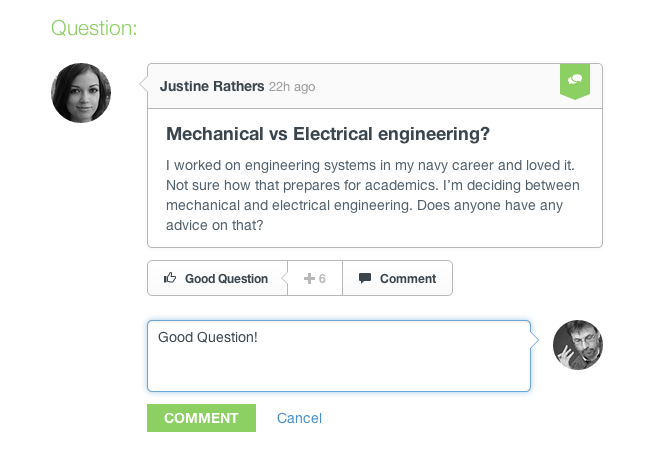 Question:
Justine Rathers 22h ago
Mechanical vs Electrical engineering?
I worked on engineering systems in my navy career and loved it.
Not sure how that prepares for academics. I’m deciding between
mechanical and electrical engineering. Does anyone have any
advice on that?
Good Question + 6 Comment
Good Question!
COMMENT Cancel